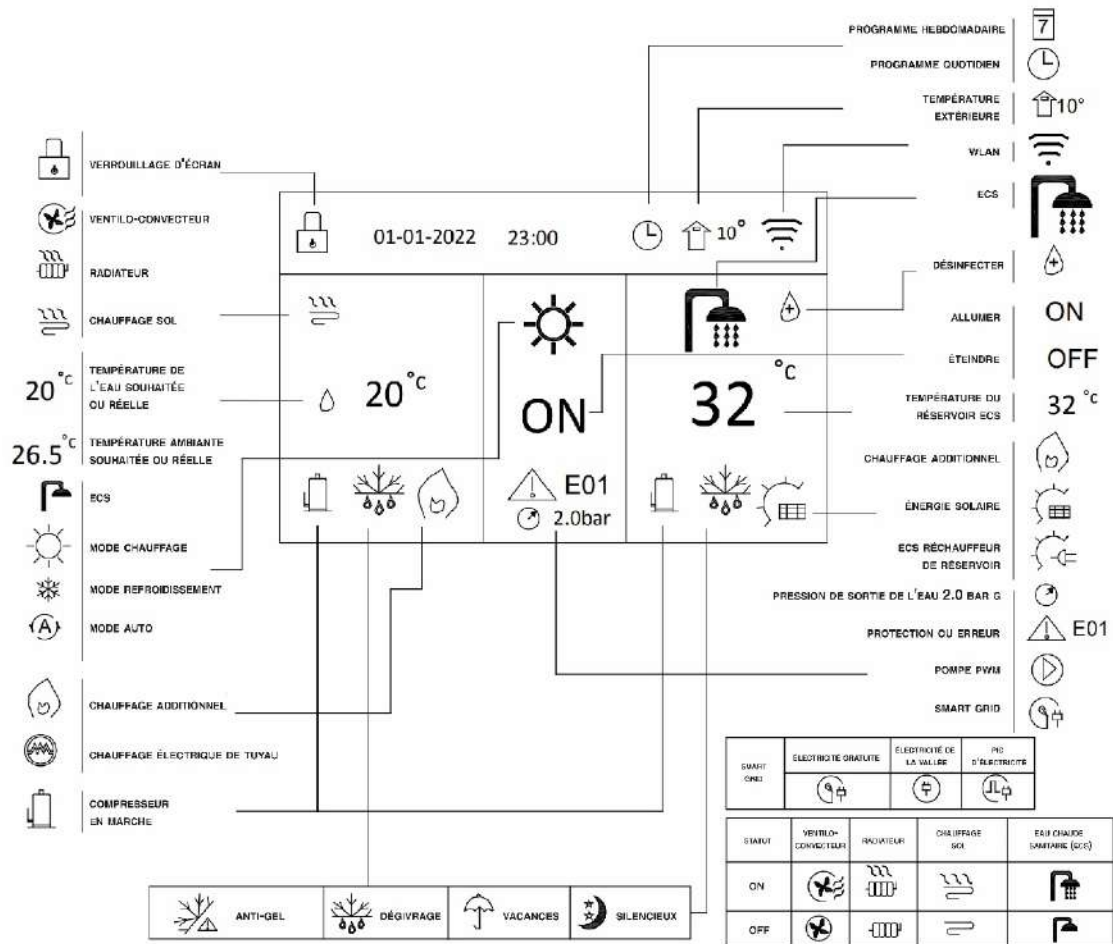 PROGRAMME HEBDOMADAIRE
7
PROGRAMME QUOTIDIEN
TEMPÉRATURE
EXTÉRIEURE
10°
WLAN
ECS
DÉSINFECTER
ALLUMER
ON
ÉTEINDRE
OFF
TEMPÉRATURE DU
RÉSERVOIR ECS
32 °C
CHAUFFAGE ADDITIONNEL
ÉNERGIE SOLAIRE
ECS RÉCHAUFFEUR
DE RÉSERVOIR
PRESSION DE SORTIE DE L'EAU 2.0 BAR G
PROTECTION OU ERREUR
E01
POMPE PWM
SMART GRID
VERROUILLAGE D'ÉCRAN
VENTILO-CONVECTEUR
RADIATEUR
CHAUFFAGE SOL
20 °C
TEMPÉRATURE DE
L'EAU SOUHAITÉE
OU RÉELLE
26.5 °C
TEMPÉRATURE AMBIANTE
SOUHAITÉE OU RÉELLE
ECS
MODE CHAUFFAGE
MODE REFROIDISSEMENT
A
MODE AUTO
CHAUFFAGE ADDITIONNEL
CHAUFFAGE ÉLECTRIQUE DE TUYAU
COMPRESSEUR
EN MARCHE
01-01-2022 23:00
10°
20 °C
ON
32 °C
E01
2.0bar
ANTI-GEL
DÉGIVRAGE
VACANCES
SILENCIEUX
SMART
GRID
ELECTRICITÉ GRATUITE
ÉLECTRICITÉ DE
LA VALLÉE
PIC
D'ÉLECTRICITÉ
STATUT
VENTILO-
CONVECTEUR
RADIATEUR
CHAUFFAGE
SOL
EAU CHAUDE
SANITAIRE (ECS)
ON
OFF